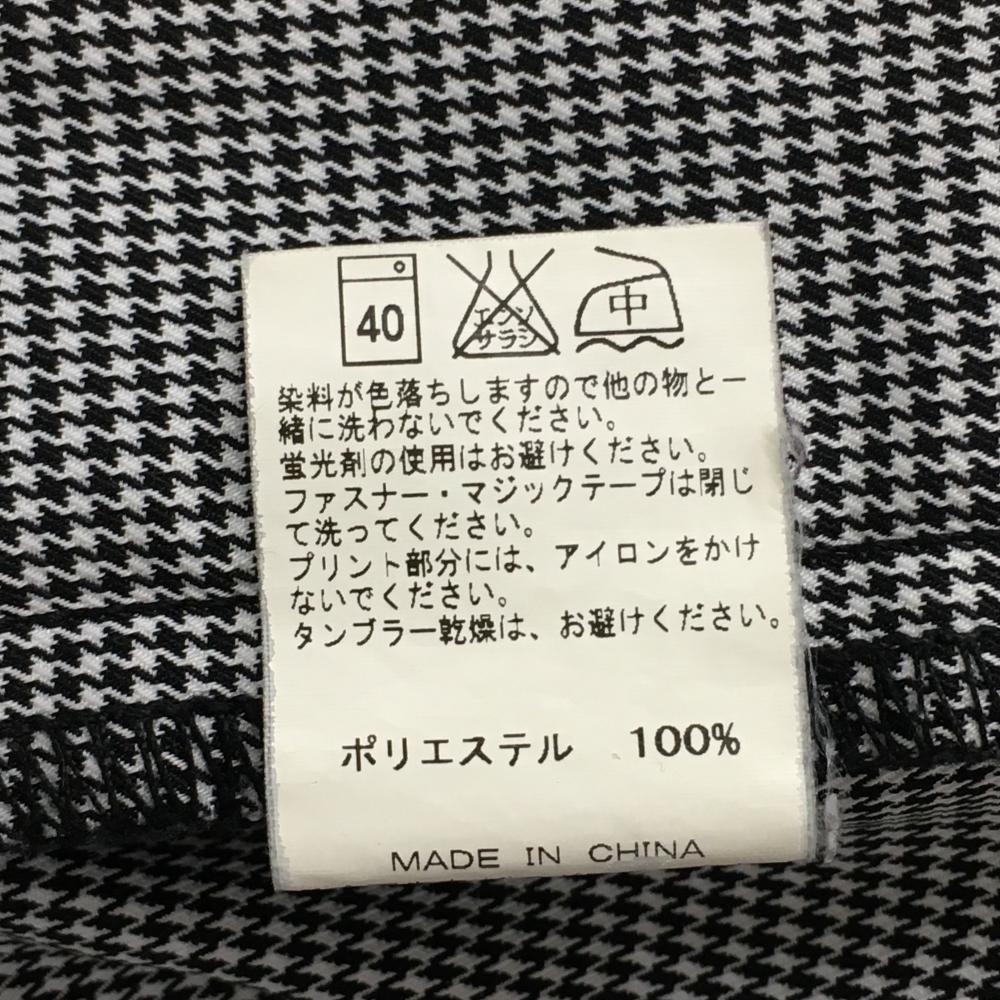 40
エンソ
サラシ
中
染料が色落ちしますので他の物と一
緒に洗わないでください。
蛍光剤の使用はお避けください。
ファスナー・マジックテープは閉じ
て洗ってください。
プリント部分には、アイロンをかけ
ないでください。
タンブラー乾燥は、お避けください。
ポリエステル 100%
MADE IN CHINA